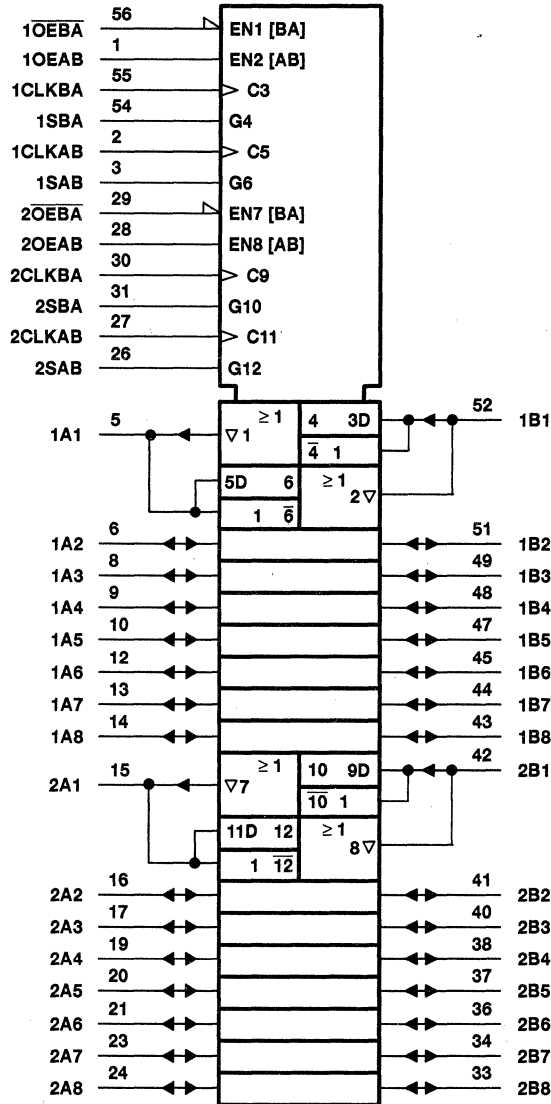 1O̅E̅B̅A̅ 56 EN1 [BA]
1OEAB 1 EN2 [AB]
1CLKBA 55 C3
1SBA 54 G4
1CLKAB 2 C5
1SAB 3 G6
2O̅E̅B̅A̅ 29 EN7 [BA]
2OEAB 28 EN8 [AB]
2CLKBA 30 C9
2SBA 31 G10
2CLKAB 27 C11
2SAB 26 G12
1A1 5 ▽1 ≥1 4 3D 52 1B1
4̅ 1
5D 6 ≥1 2▽
1 6̅
1A2 6 51 1B2
1A3 8 49 1B3
1A4 9 48 1B4
1A5 10 47 1B5
1A6 12 45 1B6
1A7 13 44 1B7
1A8 14 43 1B8
2A1 15 ▽7 ≥1 10 9D 42 2B1
1̅0̅ 1
11D 12 ≥1 8▽
1 1̅2̅
2A2 16 41 2B2
2A3 17 40 2B3
2A4 19 38 2B4
2A5 20 37 2B5
2A6 21 36 2B6
2A7 23 34 2B7
2A8 24 33 2B8